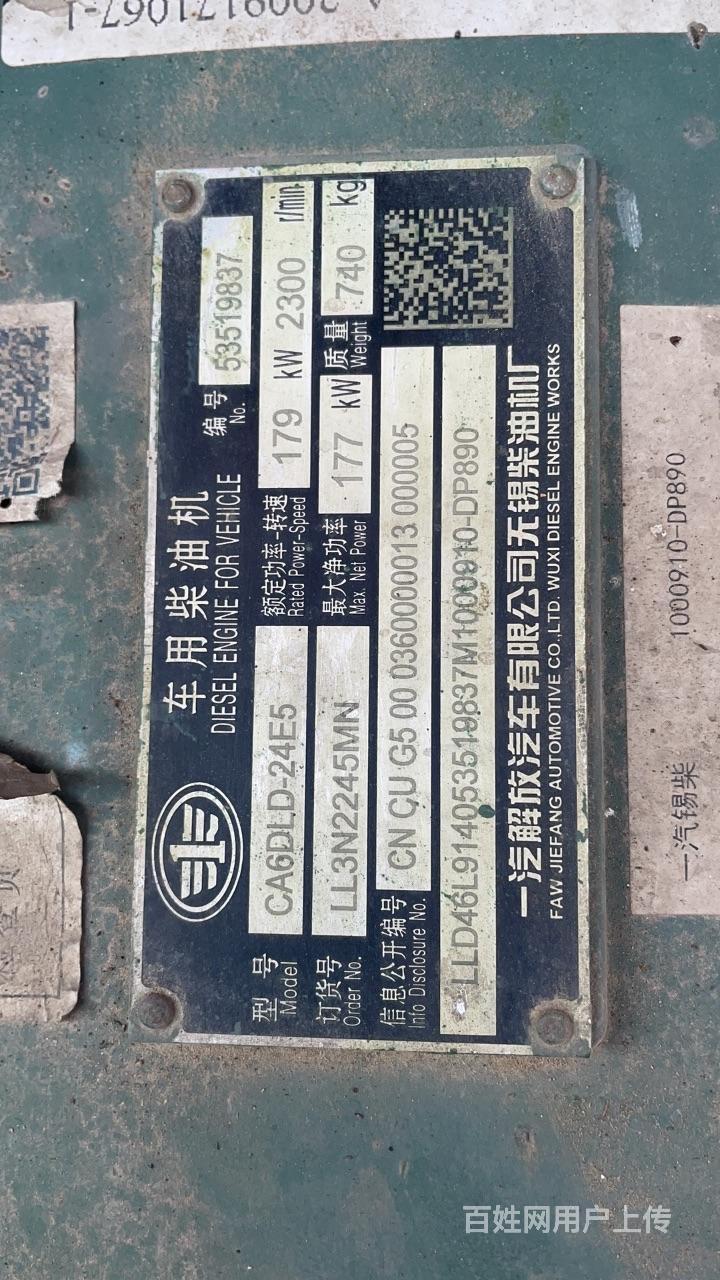 2009171067-1
车用柴油机
DIESEL ENGINE FOR VEHICLE
编号
No.
53519837
型号
Model
CA6DLD-24E5
额定功率-转速
Rated Power-Speed
179 kW 2300 r/min
订货号
Order No.
LL3N2245MN
最大净功率
Max. Net Power
177 kW
质量
Weight
740 kg
信息公开编号
Info Disclosure No.
CN CU G5 00 0360000013 000005
LLD46L914053519837M1000910-DP890
一汽解放汽车有限公司无锡柴油机厂
FAW JIEFANG AUTOMOTIVE CO.,LTD. WUXI DIESEL ENGINE WORKS
一汽锡柴 1000910-DP890
百姓网用户上传